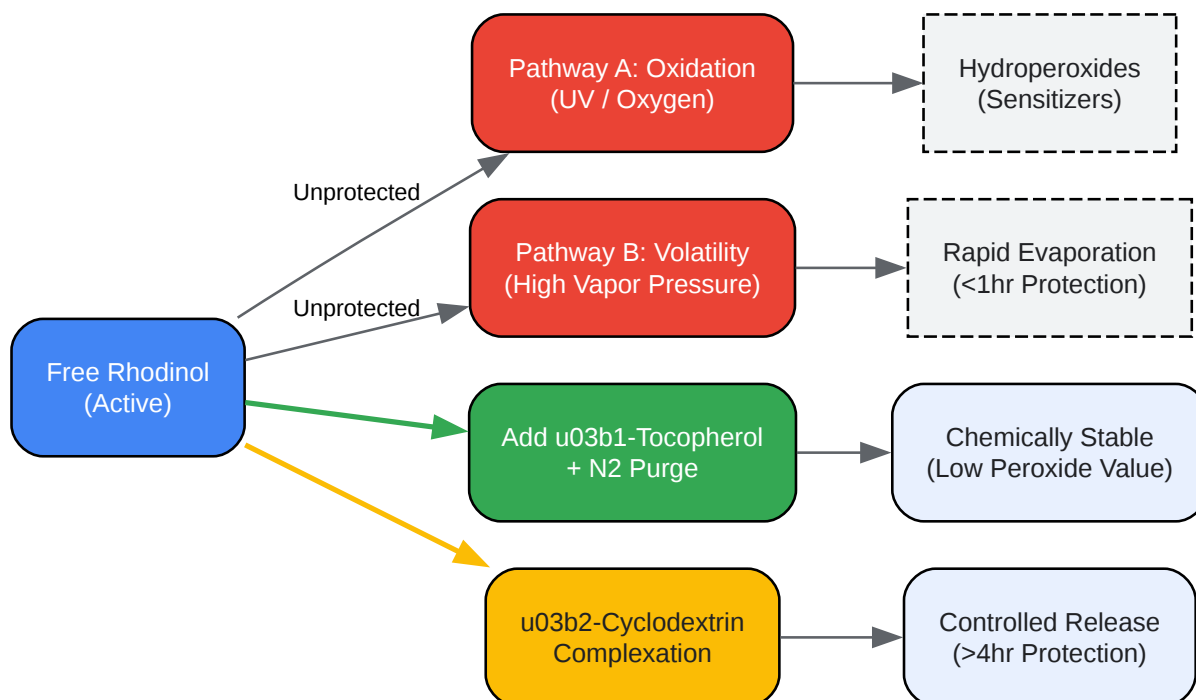 Pathway A: Oxidation
(UV / Oxygen)
Hydroperoxides
(Sensitizers)
Unprotected
Pathway B: Volatility
(High Vapor Pressure)
Rapid Evaporation
(<1hr Protection)
Unprotected
Free Rhodinol
(Active)
Add u03b1-Tocopherol
+ N2 Purge
Chemically Stable
(Low Peroxide Value)
u03b2-Cyclodextrin
Complexation
Controlled Release
(>4hr Protection)